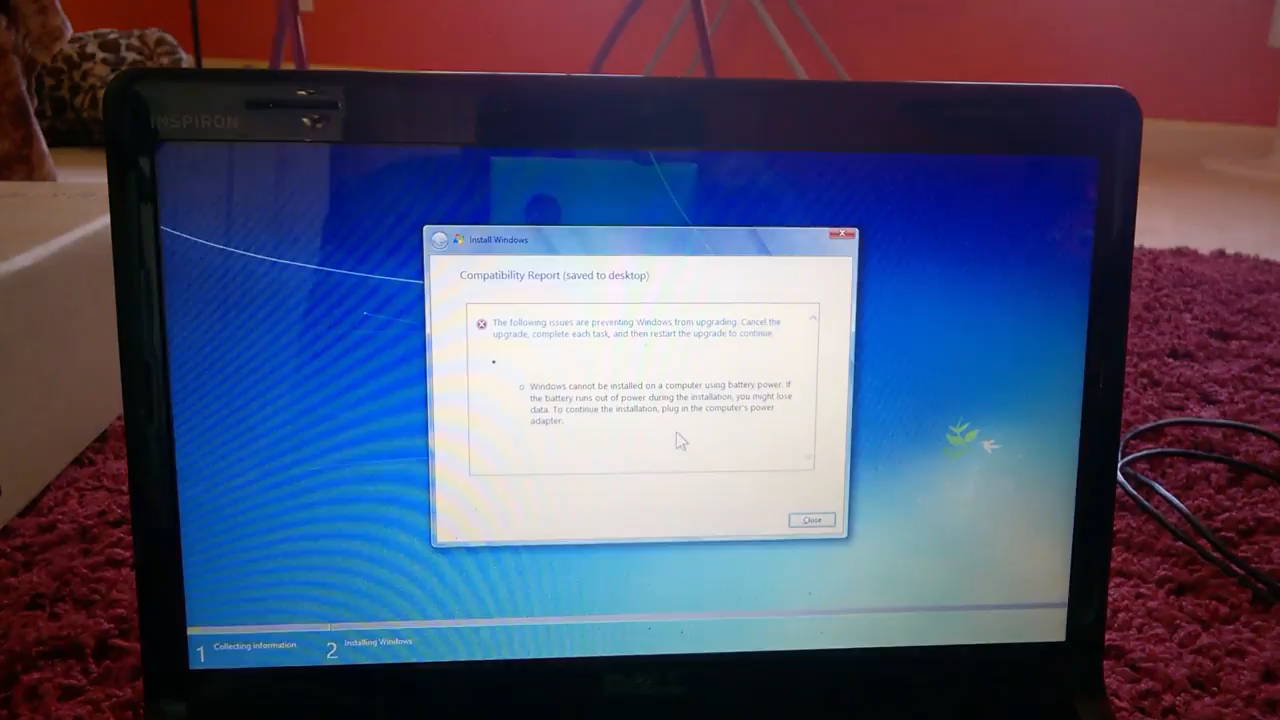 INSPIRON
Install Windows
Compatibility Report (saved to desktop)
The following issues are preventing Windows from upgrading. Cancel the
upgrade, complete each task, and then restart the upgrade to continue.
Windows cannot be installed on a computer using battery power. If
the battery runs out of power during the installation, you might lose
data. To continue the installation, plug in the computer's power
adapter.
Close
1 Collecting information 2 Installing Windows